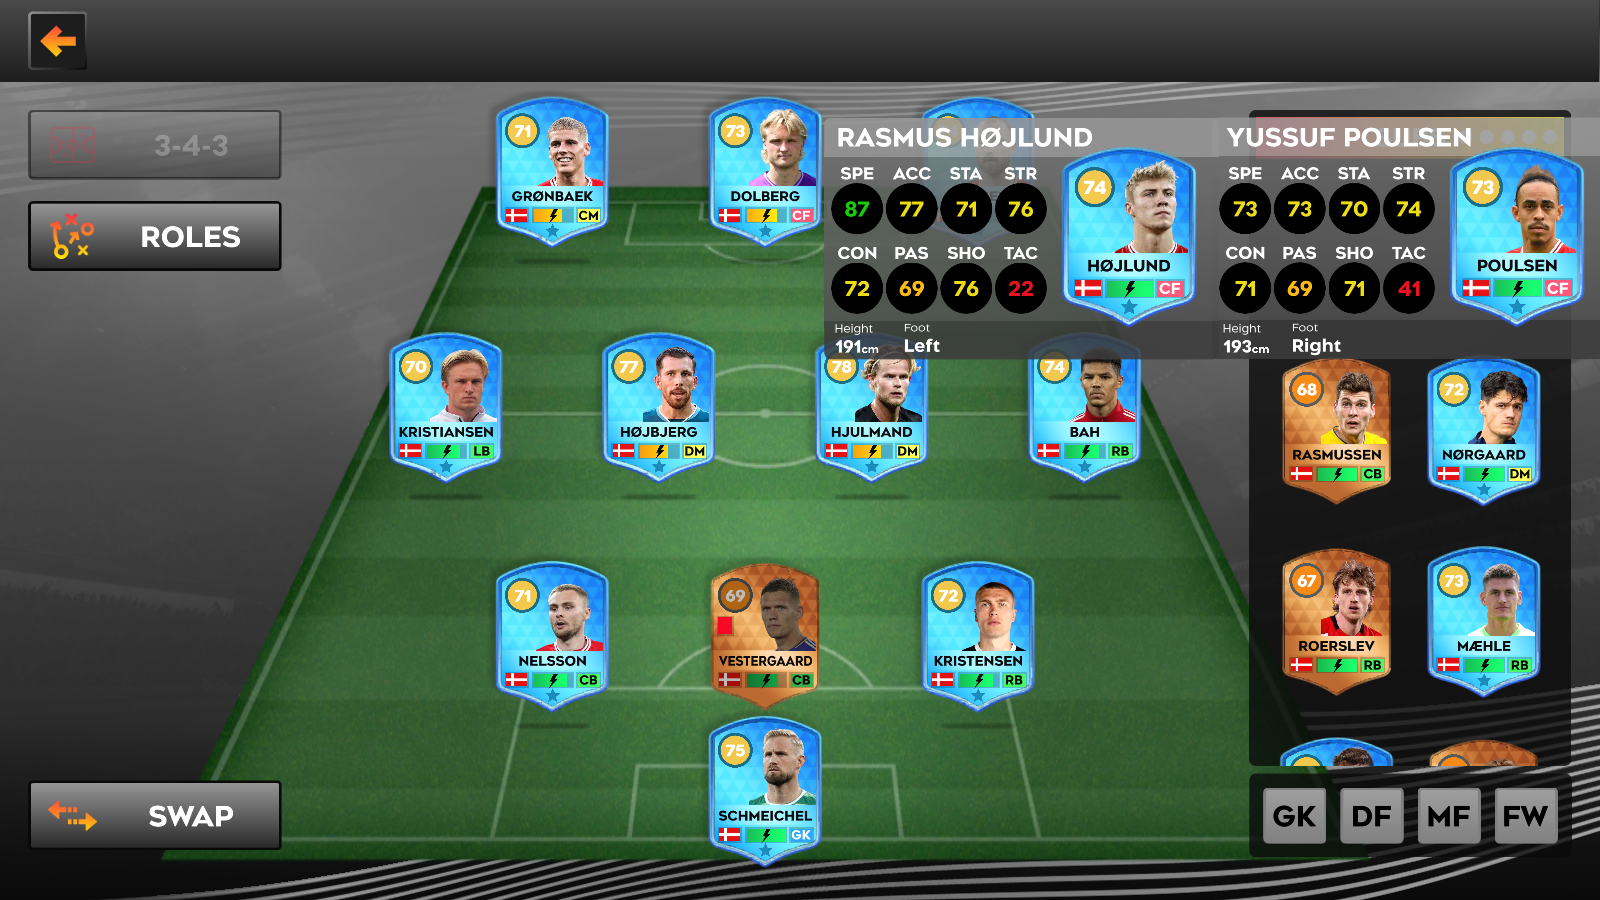 3-4-3
ROLES
SWAP
71
GRØNBAEK
CM
73
DOLBERG
CF
RASMUS HØJLUND
SPE ACC STA STR
87 77 71 76
CON PAS SHO TAC
72 69 76 22
Height Foot
191cm Left
74
HØJLUND
CF
YUSSUF POULSEN
SPE ACC STA STR
73 73 70 74
CON PAS SHO TAC
71 69 71 41
Height Foot
193cm Right
73
POULSEN
CF
70
KRISTIANSEN
LB
77
HØJBJERG
DM
78
HJULMAND
DM
74
BAH
RB
68
RASMUSSEN
CB
72
NØRGAARD
DM
71
NELSSON
CB
69
VESTERGAARD
CB
72
KRISTENSEN
RB
67
ROERSLEV
RB
73
MÆHLE
RB
75
SCHMEICHEL
GK
GK DF MF FW